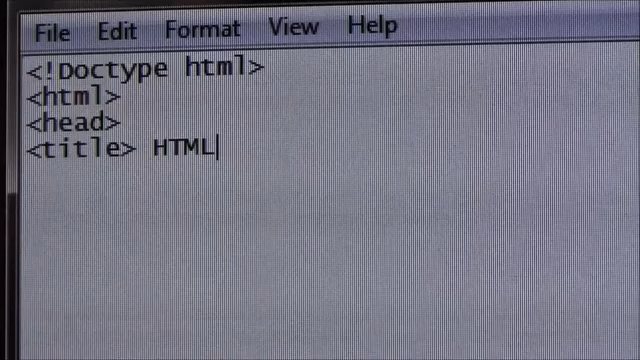 File Edit Format View Help
<!Doctype html>
<html>
<head>
<title> HTML